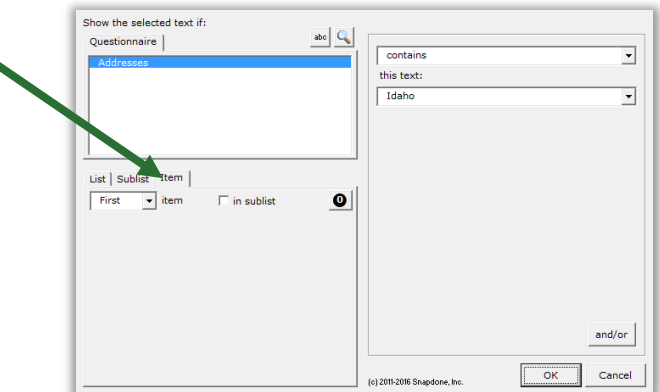 Show the selected text if:
Questionnaire
abc
Addresses
contains
this text:
Idaho
List Sublist Item
First item in sublist 0
and/or
OK Cancel
(c) 2011-2016 Snapdone, Inc.